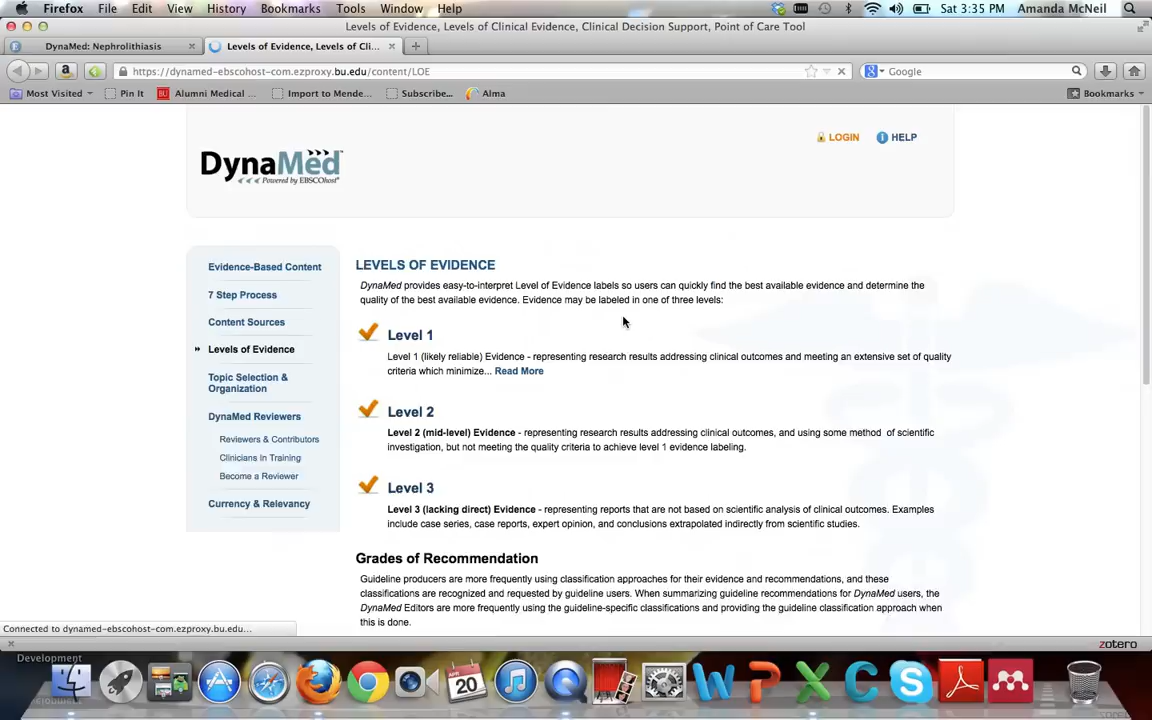 Firefox File Edit View History Bookmarks Tools Window Help Sat 3:35 PM Amanda McNeil
Levels of Evidence, Levels of Clinical Evidence, Clinical Decision Support, Point of Care Tool
DynaMed: Nephrolithiasis Levels of Evidence, Levels of Cli...
https://dynamed-ebscohost-com.ezproxy.bu.edu/content/LOE Google
Most Visited Pin It Alumni Medical ... Import to Mende... Subscribe... Alma Bookmarks
LOGIN HELP
DynaMed
Powered by EBSCOhost
Evidence-Based Content
7 Step Process
Content Sources
Levels of Evidence
Topic Selection &
Organization
DynaMed Reviewers
Reviewers & Contributors
Clinicians In Training
Become a Reviewer
Currency & Relevancy
LEVELS OF EVIDENCE
DynaMed provides easy-to-interpret Level of Evidence labels so users can quickly find the best available evidence and determine the
quality of the best available evidence. Evidence may be labeled in one of three levels:
Level 1
Level 1 (likely reliable) Evidence - representing research results addressing clinical outcomes and meeting an extensive set of quality
criteria which minimize... Read More
Level 2
Level 2 (mid-level) Evidence - representing research results addressing clinical outcomes, and using some method of scientific
investigation, but not meeting the quality criteria to achieve level 1 evidence labeling.
Level 3
Level 3 (lacking direct) Evidence - representing reports that are not based on scientific analysis of clinical outcomes. Examples
include case series, case reports, expert opinion, and conclusions extrapolated indirectly from scientific studies.
Grades of Recommendation
Guideline producers are more frequently using classification approaches for their evidence and recommendations, and these
classifications are recognized and requested by guideline users. When summarizing guideline recommendations for DynaMed users, the
DynaMed Editors are more frequently using the guideline-specific classifications and providing the guideline classification approach when
this is done.
Connected to dynamed-ebscohost-com.ezproxy.bu.edu...
zotero
Development
APR
20